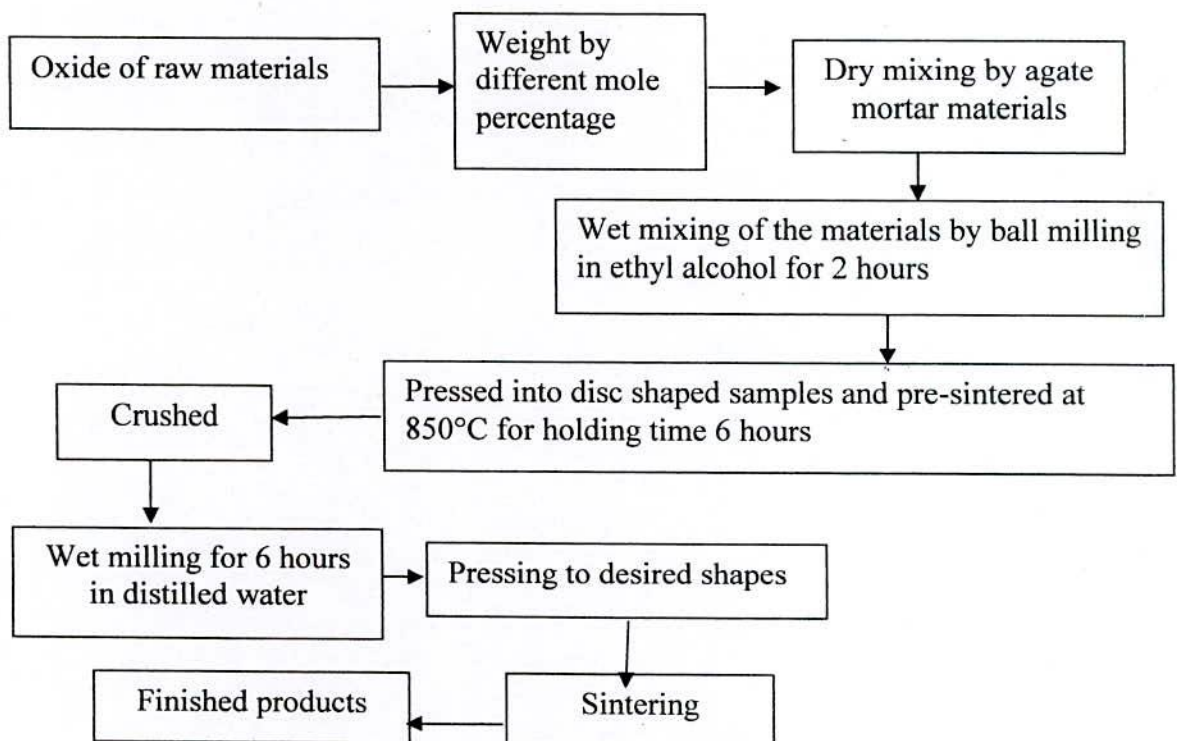 Oxide of raw materials
Weight by
different mole
percentage
Dry mixing by agate
mortar materials
Wet mixing of the materials by ball milling
in ethyl alcohol for 2 hours
Pressed into disc shaped samples and pre-sintered at
850°C for holding time 6 hours
Crushed
Wet milling for 6 hours
in distilled water
Pressing to desired shapes
Sintering
Finished products